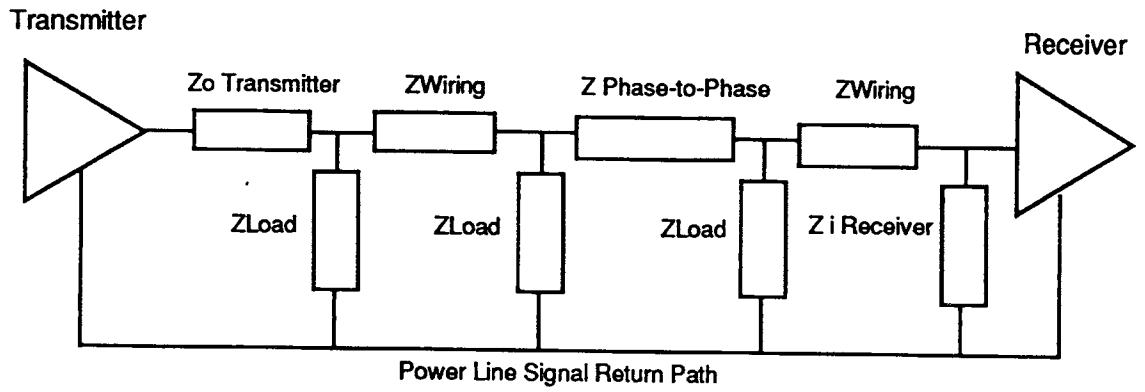 Transmitter
Receiver
Zo Transmitter
ZWiring
Z Phase-to-Phase
ZWiring
ZLoad
ZLoad
ZLoad
Z i Receiver
Power Line Signal Return Path